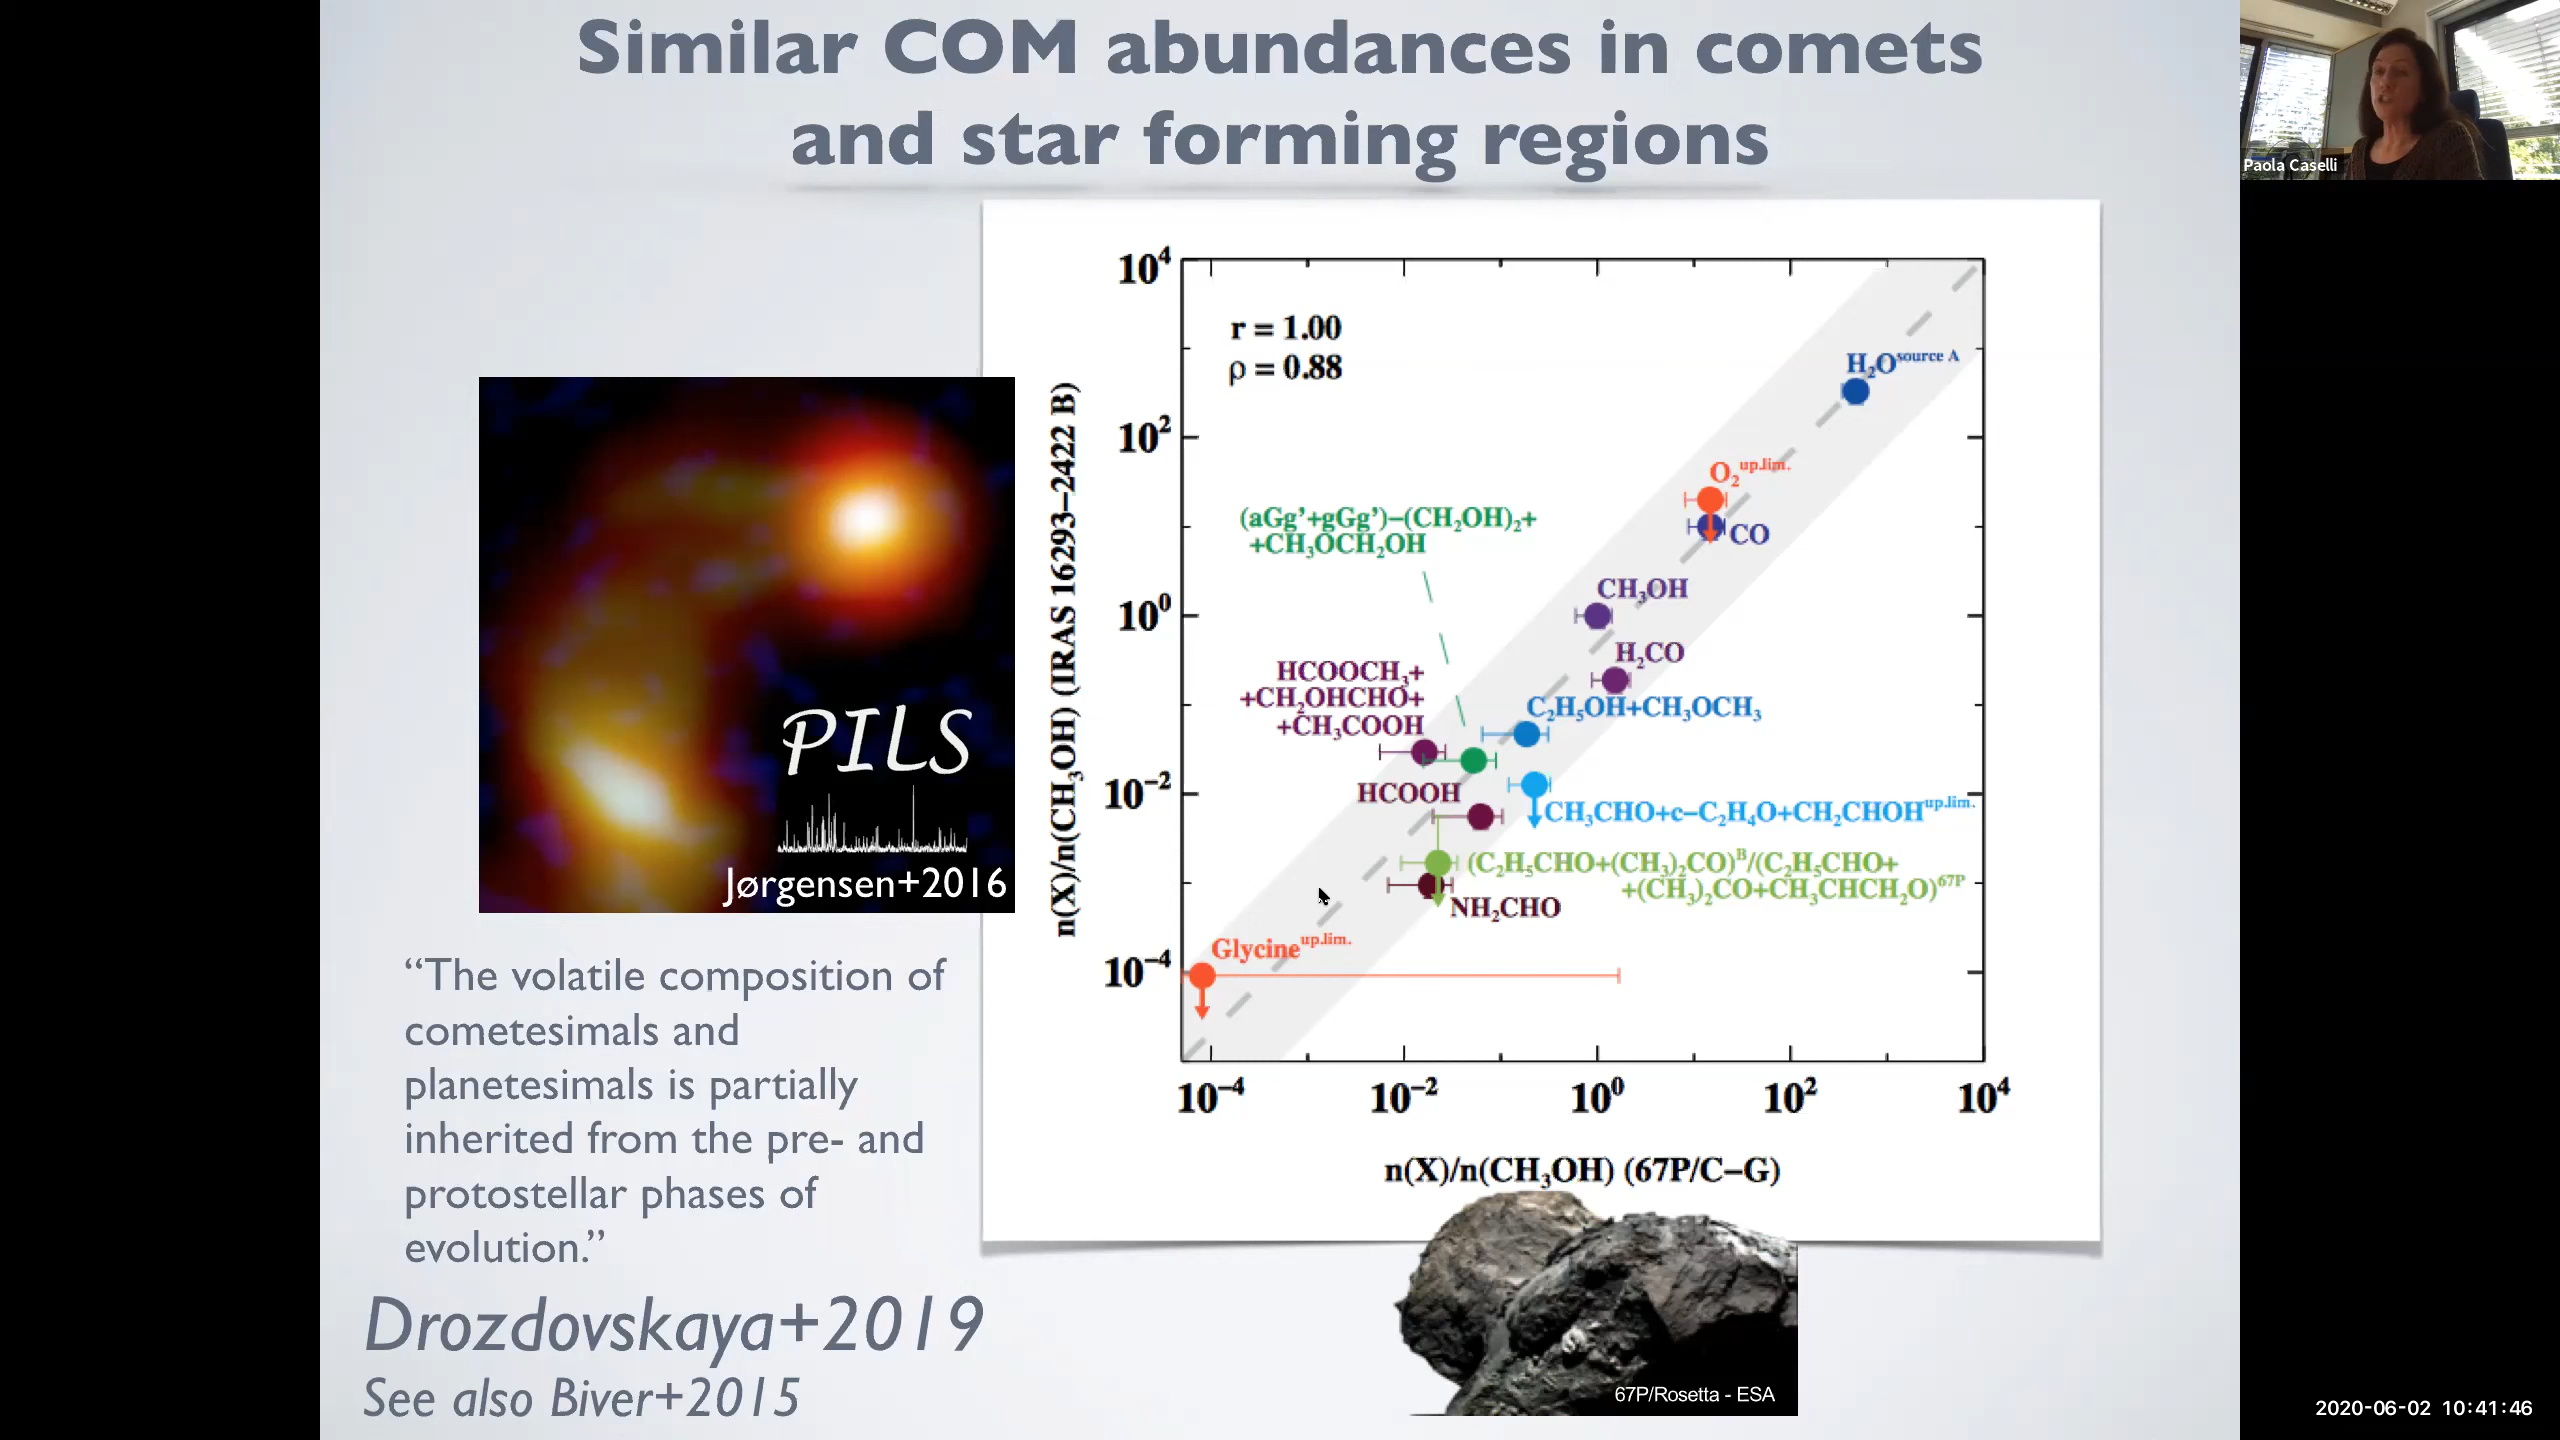 Similar COM abundances in comets
and star forming regions
Paola Caselli
PILS
Jørgensen+2016
“The volatile composition of
cometesimals and
planetesimals is partially
inherited from the pre- and
protostellar phases of
evolution.”
Drozdovskaya+2019
See also Biver+2015
n(X)/n(CH₃OH) (IRAS 16293–2422 B)
10⁴
10²
10⁰
10⁻²
10⁻⁴
r = 1.00
ρ = 0.88
H₂O^source A
O₂^up.lim.
CO
(aGg’+gGg’)–(CH₂OH)₂+
+CH₃OCH₂OH
CH₃OH
H₂CO
HCOOCH₃+
+CH₂OHCHO+
+CH₃COOH
C₂H₅OH+CH₃OCH₃
HCOOH
CH₃CHO+c–C₂H₄O+CH₂CHOH^up.lim.
(C₂H₅CHO+(CH₃)₂CO)^B/(C₂H₅CHO+
+(CH₃)₂CO+CH₃CHCH₂O)^67P
NH₂CHO
Glycine^up.lim.
10⁻⁴ 10⁻² 10⁰ 10² 10⁴
n(X)/n(CH₃OH) (67P/C–G)
67P/Rosetta - ESA
2020-06-02 10:41:46